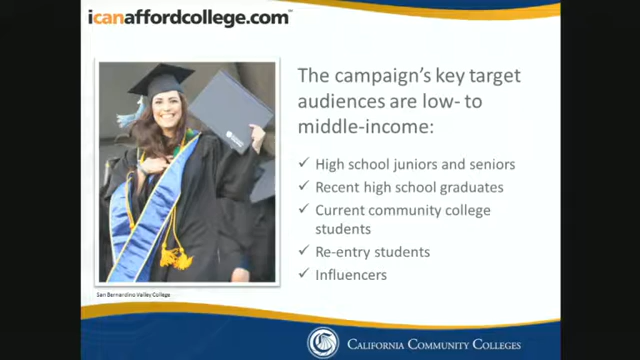 icanaffordcollege.com
The campaign's key target
audiences are low- to
middle-income:
✓ High school juniors and seniors
✓ Recent high school graduates
✓ Current community college
students
✓ Re-entry students
✓ Influencers
San Bernardino Valley College
CALIFORNIA COMMUNITY COLLEGES